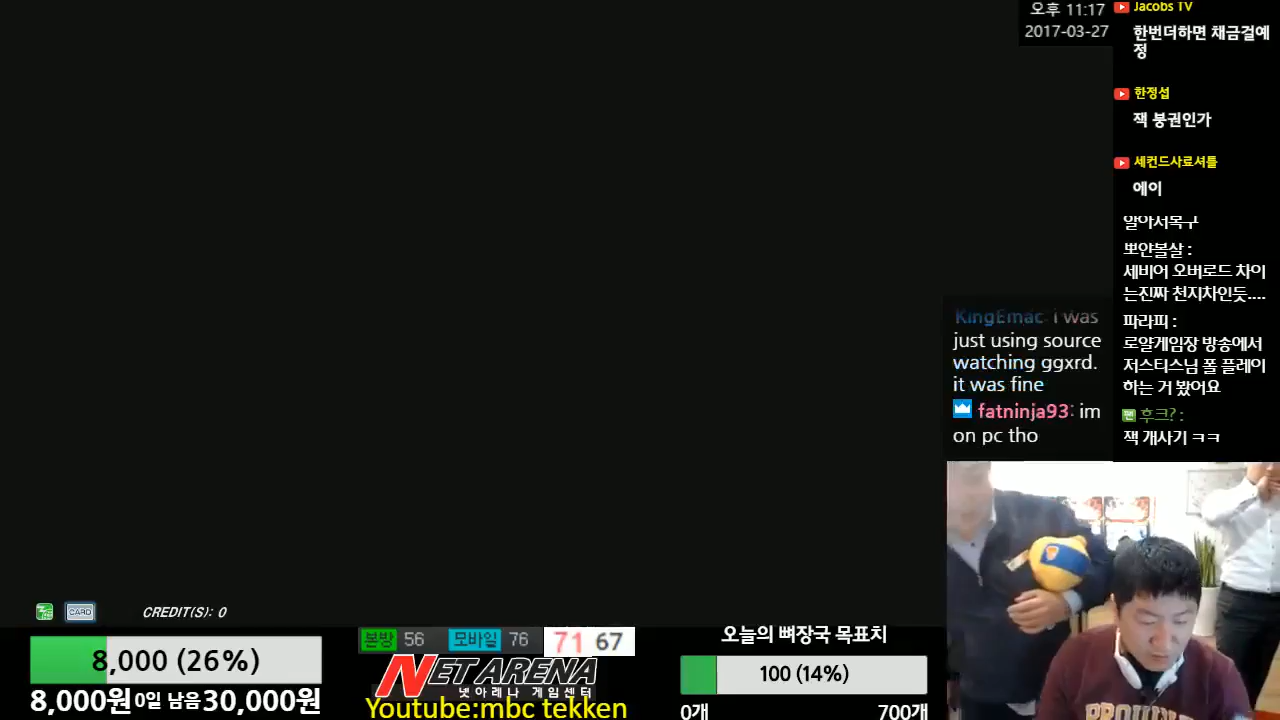 오후 11:17
2017-03-27
Jacobs TV
한번더하면 채금걸예
정
한정섭
잭 붕권인가
세컨드사료셔틀
에이
알아서목구
뽀얀볼살 :
세비어 오버로드 차이
는진짜 천지차인듯....
파라피 :
로얄게임장 방송에서
저스티스님 폴 플레이
하는 거 봤어요
팬 후크? :
잭 개사기 ㅋㅋ
KingEmac: i was
just using source
watching ggxrd.
it was fine
fatninja93: im
on pc tho
CARD
CREDIT(S): 0
8,000 (26%)
8,000원 0일 남음 30,000원
본방 56 모바일 76 71 67
NET ARENA
넷아레나 게임센터
Youtube:mbc tekken
오늘의 뼈장국 목표치
100 (14%)
0개 700개